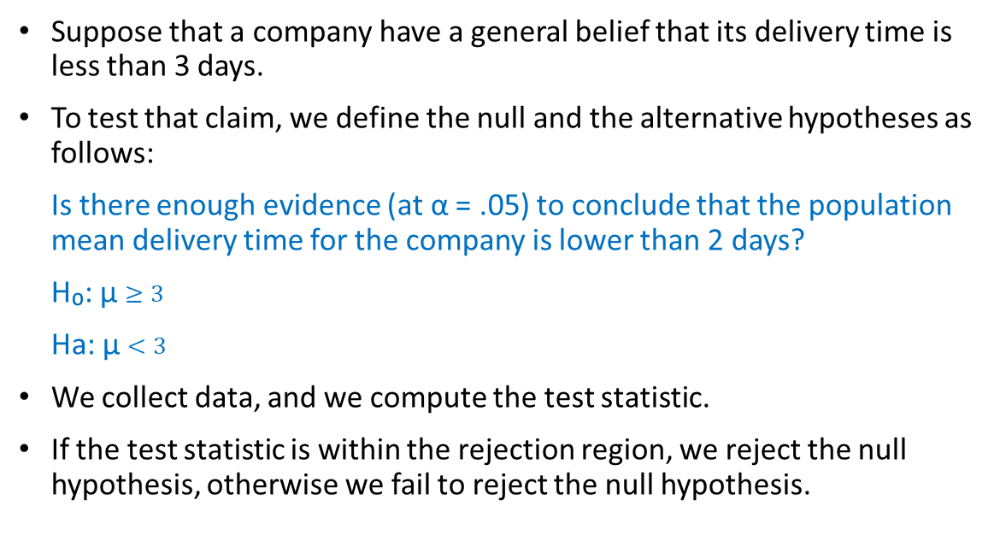 • Suppose that a company have a general belief that its delivery time is
less than 3 days.
• To test that claim, we define the null and the alternative hypotheses as
follows:
Is there enough evidence (at α = .05) to conclude that the population
mean delivery time for the company is lower than 2 days?
H₀: μ ≥ 3
Ha: μ < 3
• We collect data, and we compute the test statistic.
• If the test statistic is within the rejection region, we reject the null
hypothesis, otherwise we fail to reject the null hypothesis.